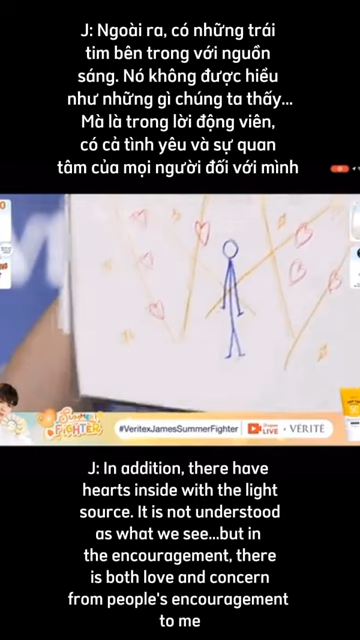 J: Ngoài ra, có những trái
tim bên trong với nguồn
sáng. Nó không được hiểu
như những gì chúng ta thấy...
Mà là trong lời động viên,
có cả tình yêu và sự quan
tâm của mọi người đối với mình
Summer
FIGHTER
#VeritexJamesSummerFighter
LIVE
VÉRITÉ
J: In addition, there have
hearts inside with the light
source. It is not understood
as what we see...but in
the encouragement, there
is both love and concern
from people's encouragement
to me